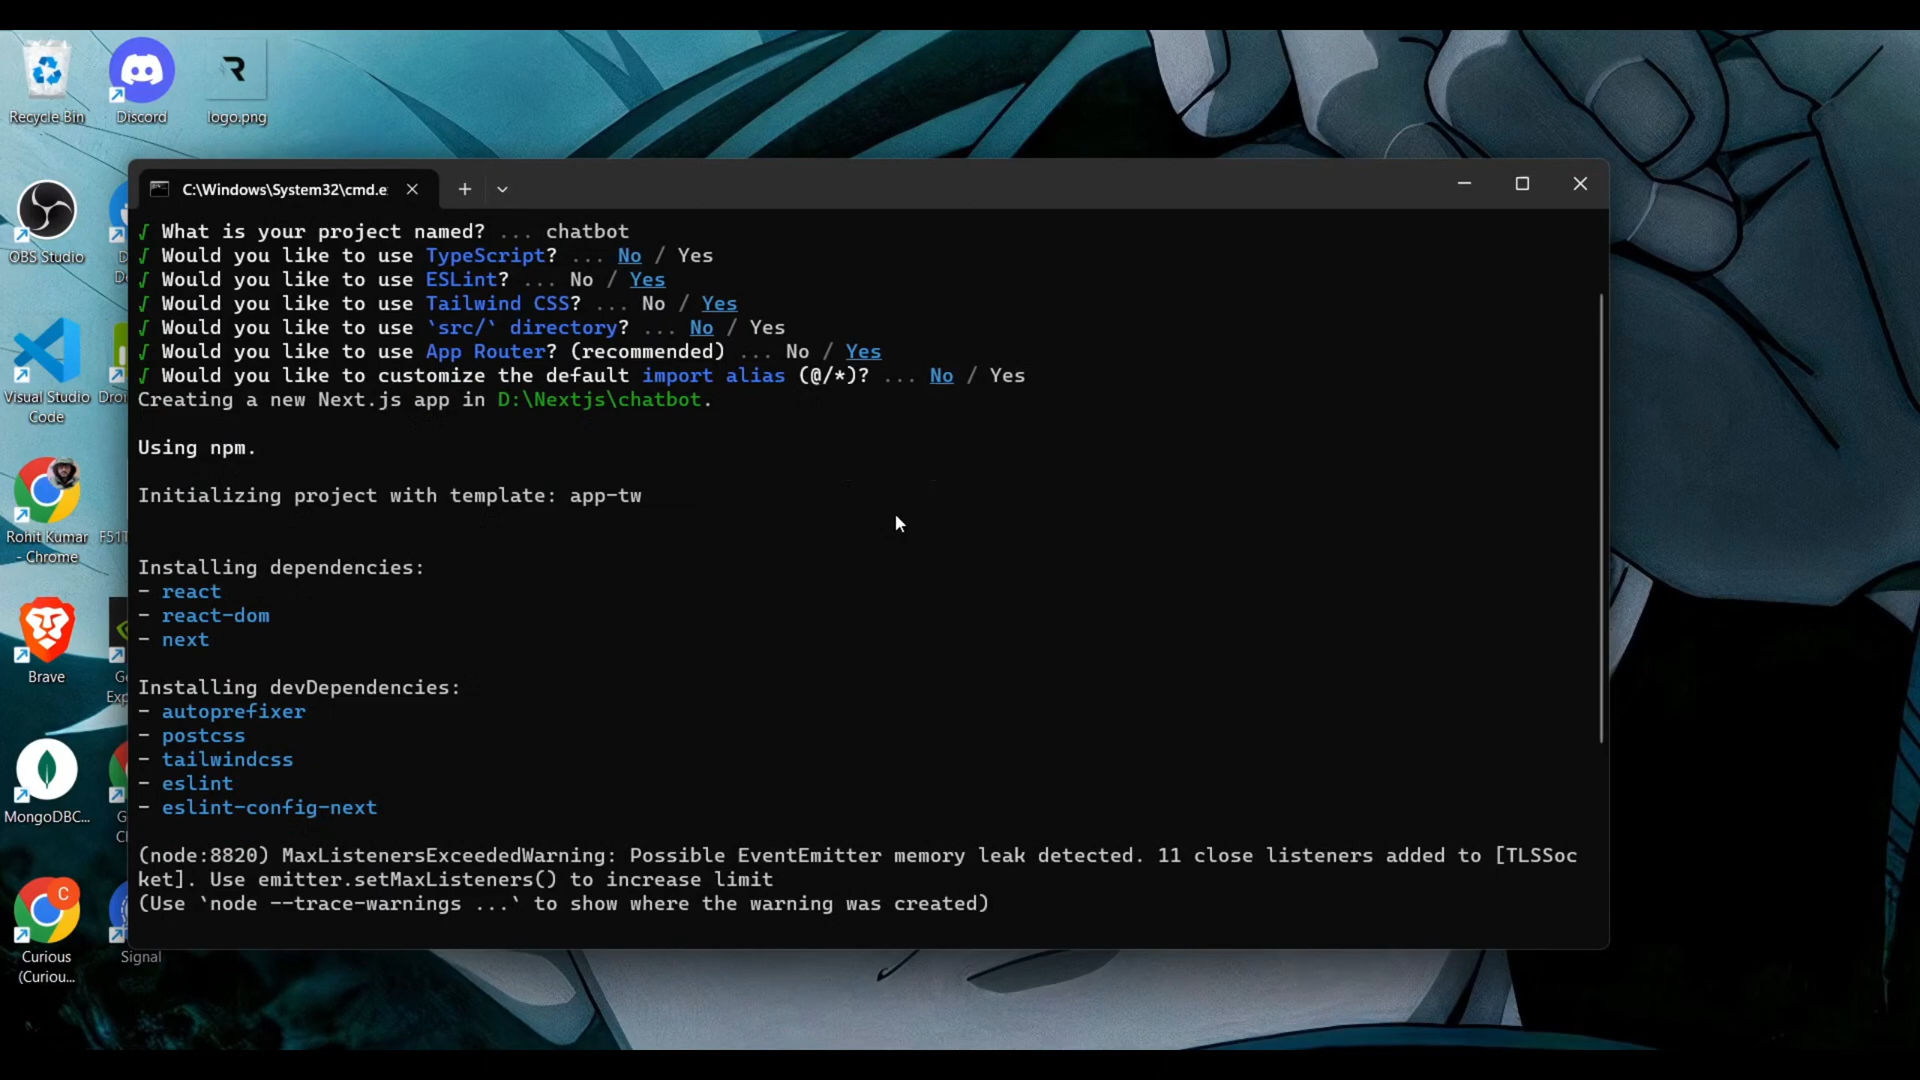 Recycle Bin
Discord
logo.png
OBS Studio
Visual Studio
Code
Rohit Kumar
- Chrome
Brave
MongoDBC...
Curious
(Curiou...
Signal
C:\Windows\System32\cmd.e
√ What is your project named? ... chatbot
√ Would you like to use TypeScript? ... No / Yes
√ Would you like to use ESLint? ... No / Yes
√ Would you like to use Tailwind CSS? ... No / Yes
√ Would you like to use `src/` directory? ... No / Yes
√ Would you like to use App Router? (recommended) ... No / Yes
√ Would you like to customize the default import alias (@/*)? ... No / Yes
Creating a new Next.js app in D:\Nextjs\chatbot.
Using npm.
Initializing project with template: app-tw
Installing dependencies:
- react
- react-dom
- next
Installing devDependencies:
- autoprefixer
- postcss
- tailwindcss
- eslint
- eslint-config-next
(node:8820) MaxListenersExceededWarning: Possible EventEmitter memory leak detected. 11 close listeners added to [TLSSoc
ket]. Use emitter.setMaxListeners() to increase limit
(Use `node --trace-warnings ...` to show where the warning was created)